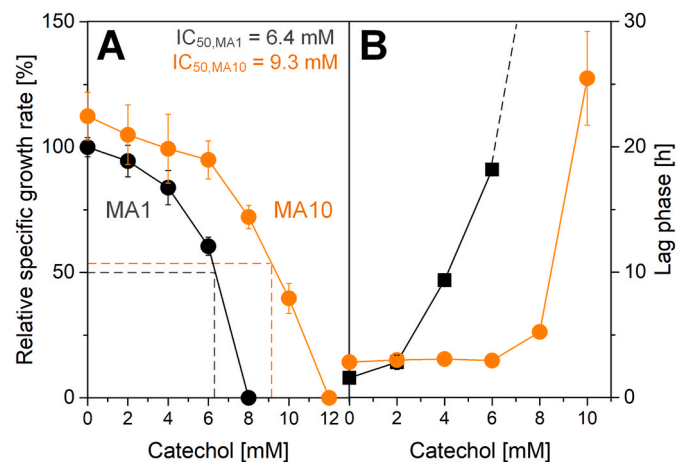 A
IC50,MA1 = 6.4 mM
IC50,MA10 = 9.3 mM
B
Relative specific growth rate [%]
150
100
50
0
MA1
MA10
0 2 4 6 8 10 12
Catechol [mM]
0 2 4 6 8 10
Catechol [mM]
30
20
10
0
Lag phase [h]